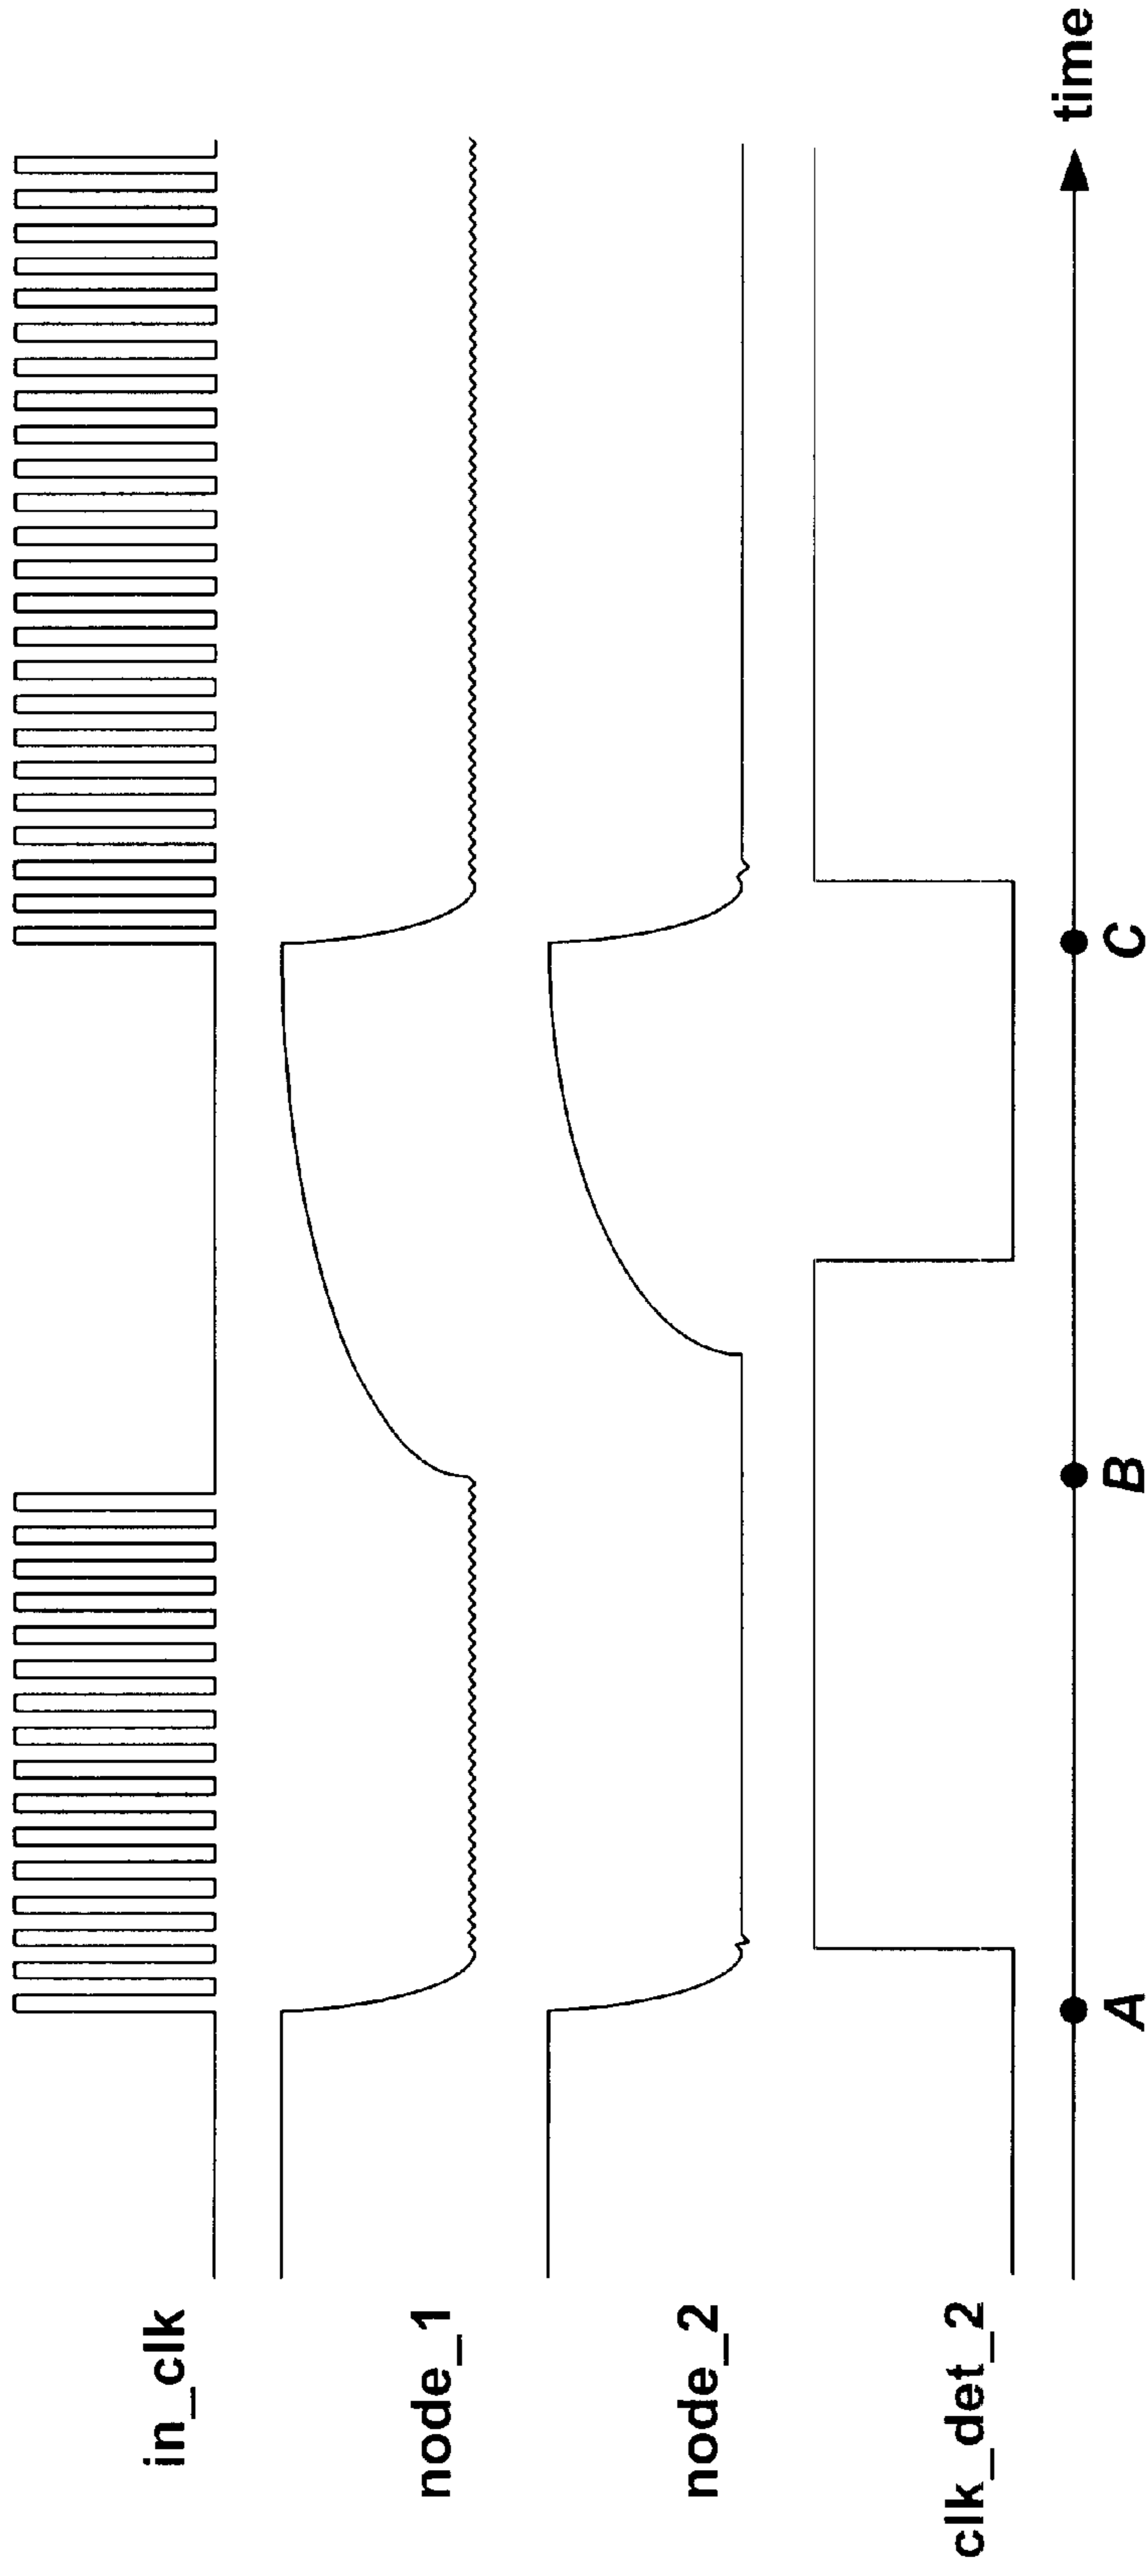 in_clk
node_1
node_2
clk_det_2
A
B
C
time